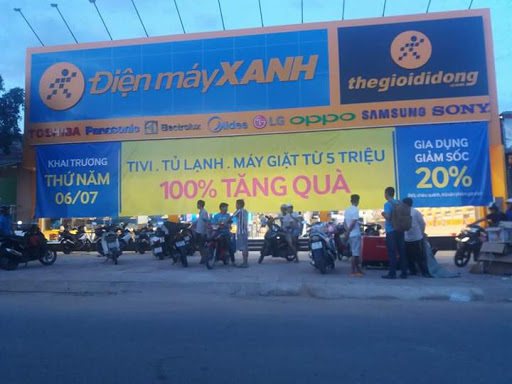 Điện máy XANH
thegioididong
.com
TOSHIBA Panasonic Electrolux Midea LG oppo SAMSUNG SONY
KHAI TRƯƠNG
THỨ NĂM
06/07
TIVI . TỦ LẠNH . MÁY GIẶT TỪ 5 TRIỆU
100% TẶNG QUÀ
GIA DỤNG
GIẢM SỐC
20%